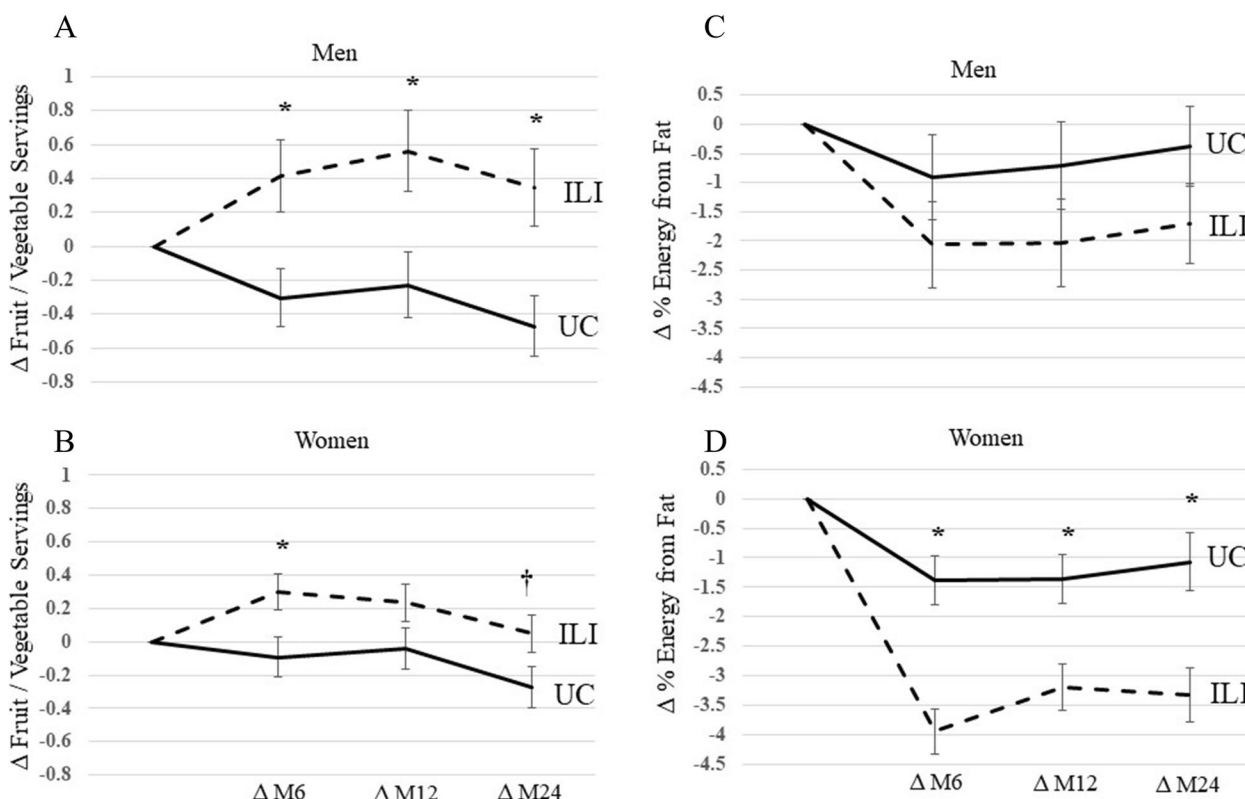 A
Men
Δ Fruit / Vegetable Servings
1
0.8
0.6
0.4
0.2
0
-0.2
-0.4
-0.6
-0.8
*
*
*
ILI
UC
B
Women
Δ Fruit / Vegetable Servings
1
0.8
0.6
0.4
0.2
0
-0.2
-0.4
-0.6
-0.8
*
†
ILI
UC
Δ M6
Δ M12
Δ M24
C
Men
Δ % Energy from Fat
0.5
0
-0.5
-1
-1.5
-2
-2.5
-3
-3.5
-4
-4.5
UC
ILI
D
Women
Δ % Energy from Fat
0.5
0
-0.5
-1
-1.5
-2
-2.5
-3
-3.5
-4
-4.5
*
*
*
UC
ILI
Δ M6
Δ M12
Δ M24